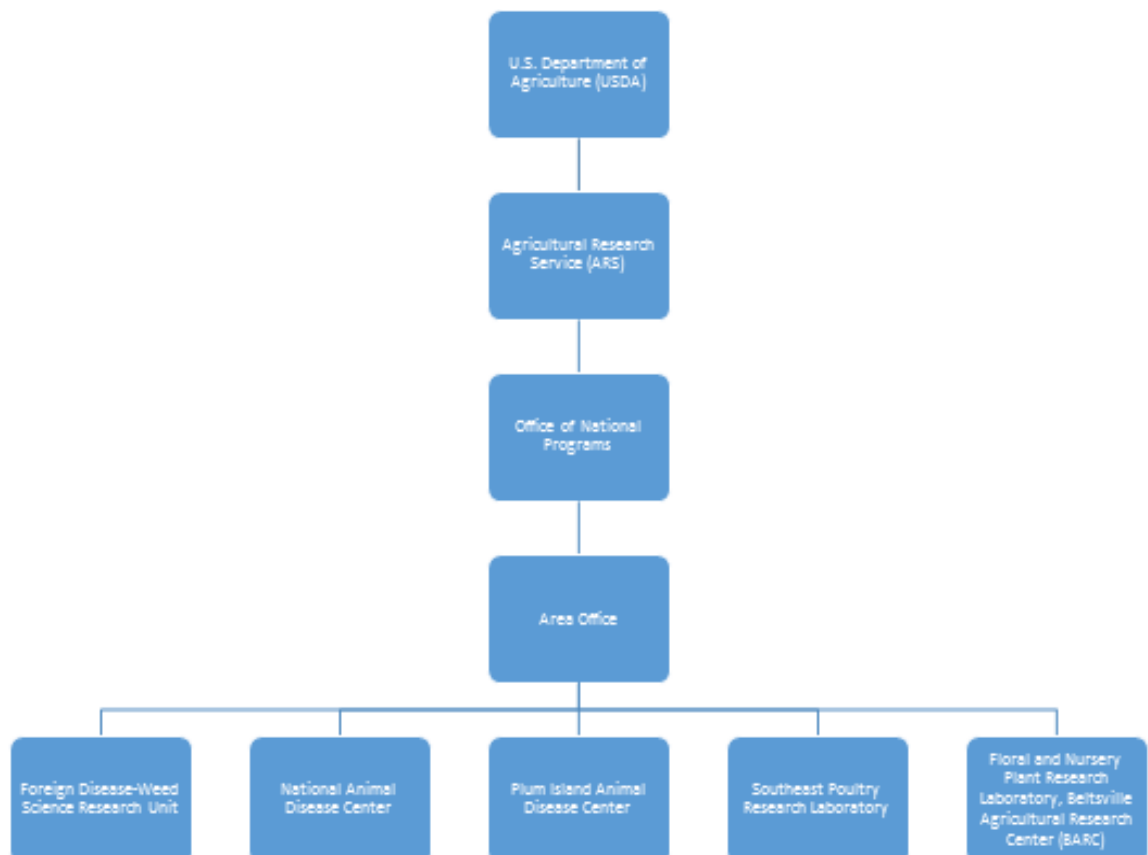 U.S. Department of
Agriculture (USDA)
Agricultural Research
Service (ARS)
Office of National
Programs
Area Office
Foreign Disease-Weed
Science Research Unit
National Animal
Disease Center
Plum Island Animal
Disease Center
Southeast Poultry
Research Laboratory
Floral and Nursery
Plant Research
Laboratory, Beltsville
Agricultural Research
Center (BARC)